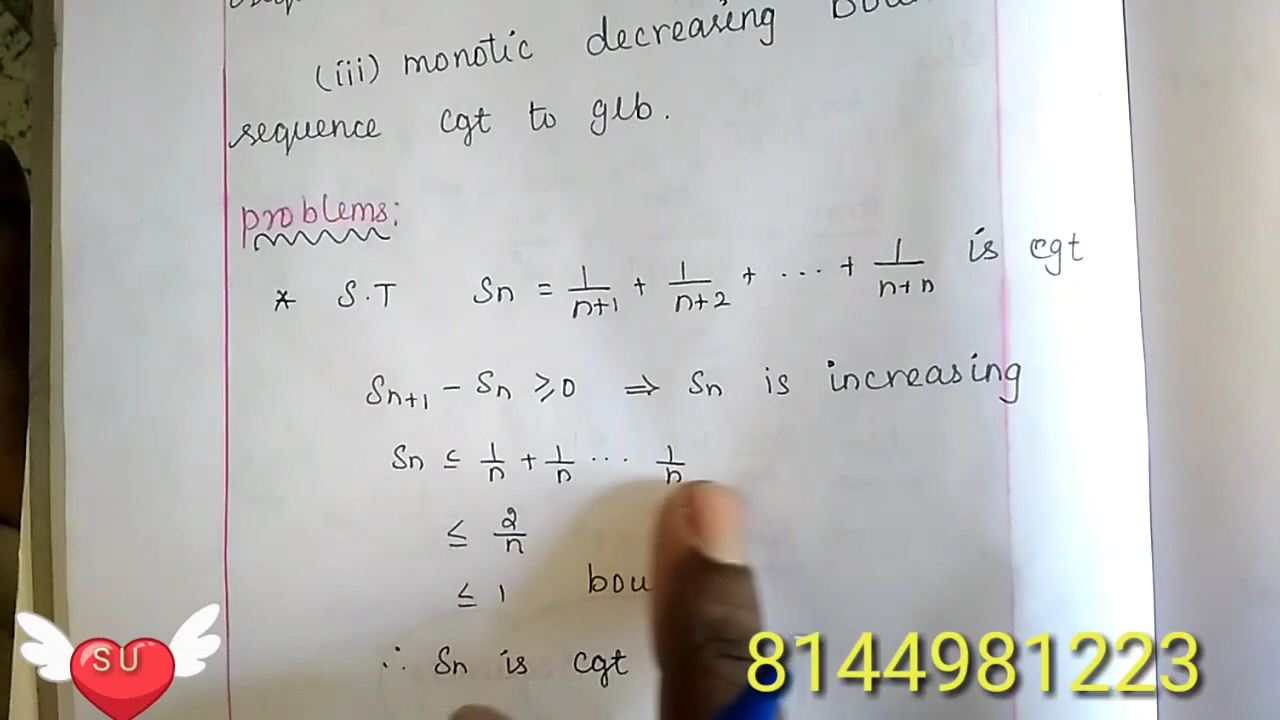 (iii) monotic decreasing
sequence cgt to glb.
problems:
* S.T Sn = 1/n+1 + 1/n+2 + ... + 1/n+n is cgt
Sn+1 - Sn ≥ 0 ⇒ Sn is increasing
Sn ≤ 1/n + 1/n ... 1/n
≤ 2/n
≤ 1 bou
∴ Sn is cgt
SU
8144981223